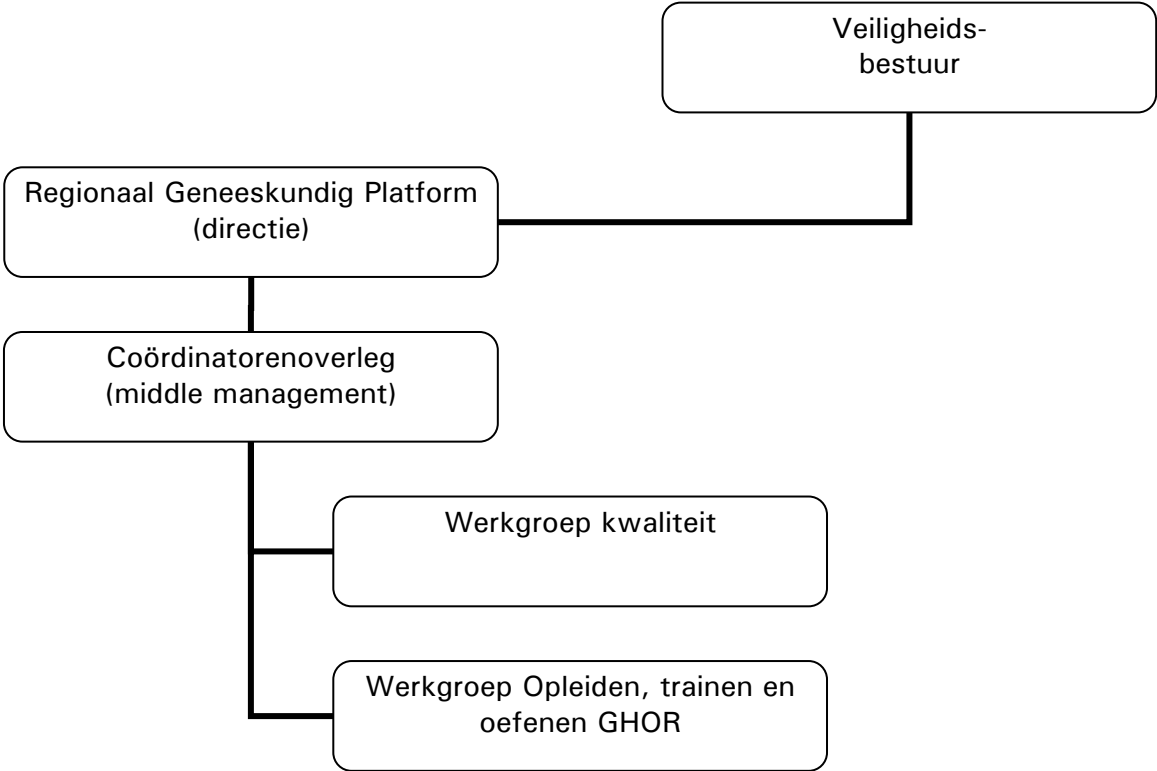 Veiligheids-
bestuur
Regionaal Geneeskundig Platform
(directie)
Coördinatorenoverleg
(middle management)
Werkgroep kwaliteit
Werkgroep Opleiden, trainen en
oefenen GHOR